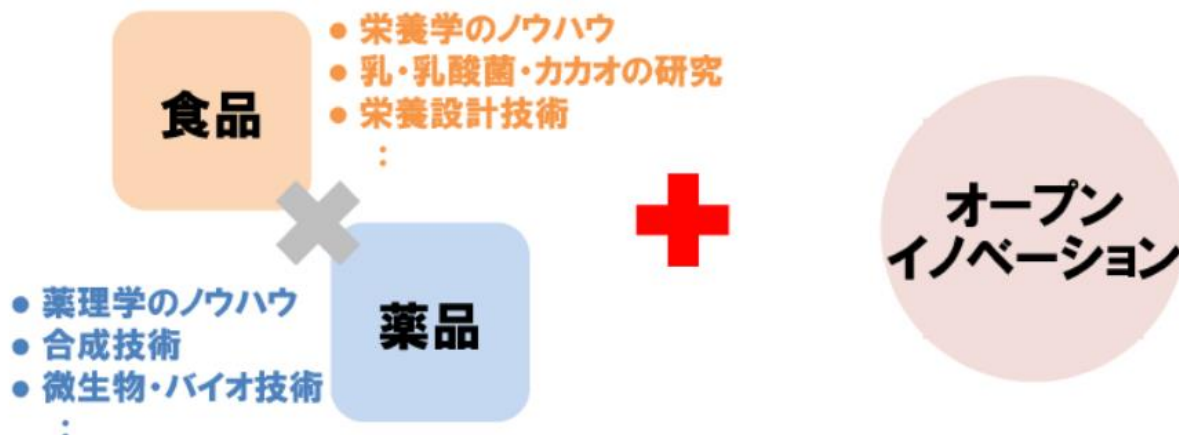 食品
● 栄養学のノウハウ
● 乳・乳酸菌・カカオの研究
● 栄養設計技術
：
薬品
● 薬理学のノウハウ
● 合成技術
● 微生物・バイオ技術
：
オープン
イノベーション